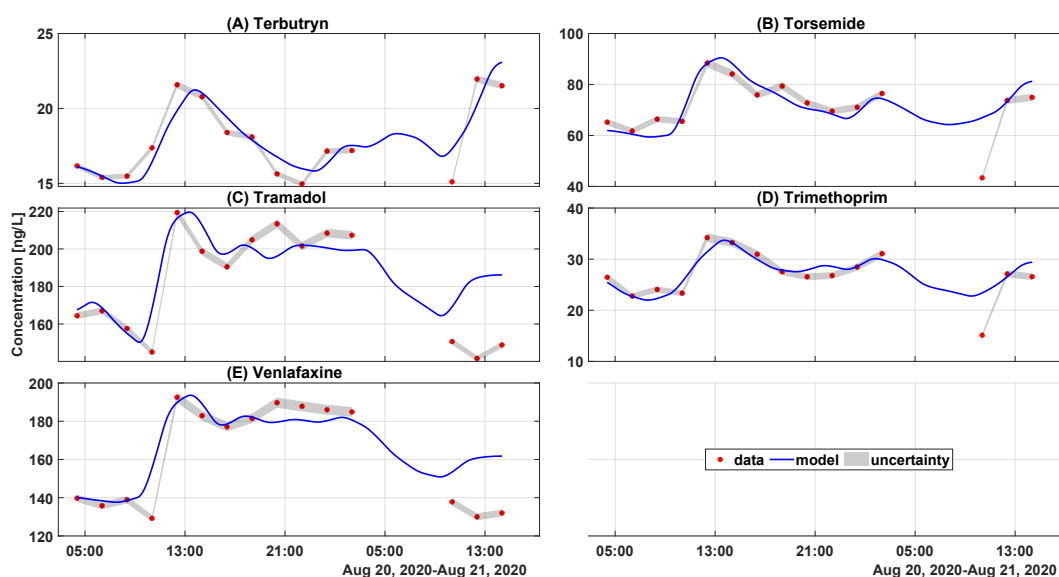 (A) Terbutryn
25
20
15
(B) Torsemide
100
80
60
40
(C) Tramadol
220
200
180
160
140
(D) Trimethoprim
40
30
20
10
Concentration [ng/L]
(E) Venlafaxine
200
180
160
140
120
05:00 13:00 21:00 05:00 13:00
Aug 20, 2020-Aug 21, 2020
data model uncertainty
05:00 13:00 21:00 05:00 13:00
Aug 20, 2020-Aug 21, 2020